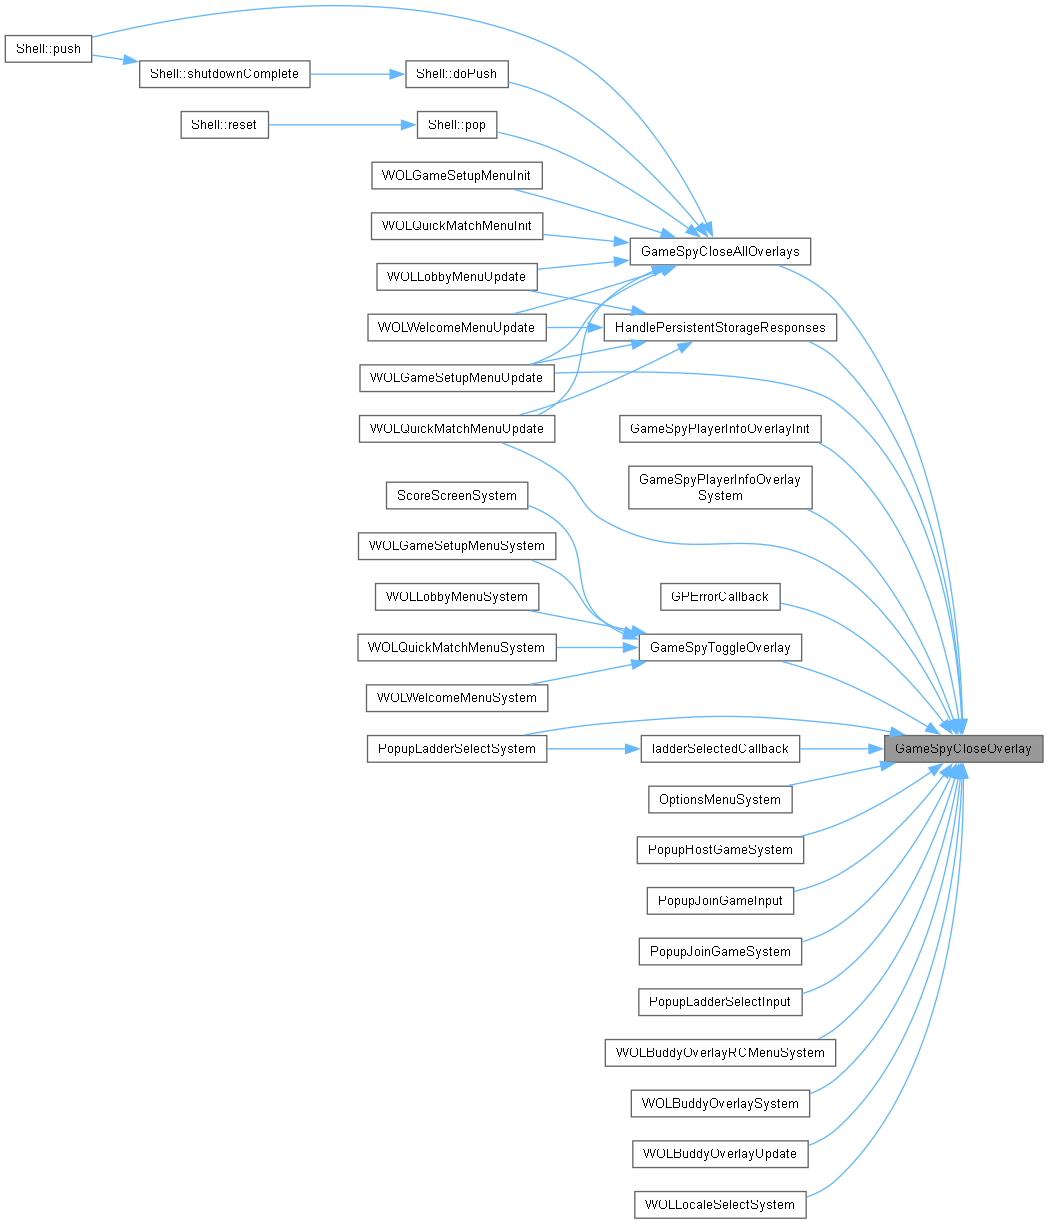 Shell::push
Shell::shutdownComplete
Shell::doPush
Shell::reset
Shell::pop
WOLGameSetupMenuInit
WOLQuickMatchMenuInit
GameSpyCloseAllOverlays
WOLLobbyMenuUpdate
WOLWelcomeMenuUpdate
HandlePersistentStorageResponses
WOLGameSetupMenuUpdate
WOLQuickMatchMenuUpdate
GameSpyPlayerInfoOverlayInit
GameSpyPlayerInfoOverlay
System
ScoreScreenSystem
WOLGameSetupMenuSystem
WOLLobbyMenuSystem
GPErrorCallback
WOLQuickMatchMenuSystem
GameSpyToggleOverlay
WOLWelcomeMenuSystem
PopupLadderSelectSystem
ladderSelectedCallback
GameSpyCloseOverlay
OptionsMenuSystem
PopupHostGameSystem
PopupJoinGameInput
PopupJoinGameSystem
PopupLadderSelectInput
WOLBuddyOverlayRCMenuSystem
WOLBuddyOverlaySystem
WOLBuddyOverlayUpdate
WOLLocaleSelectSystem